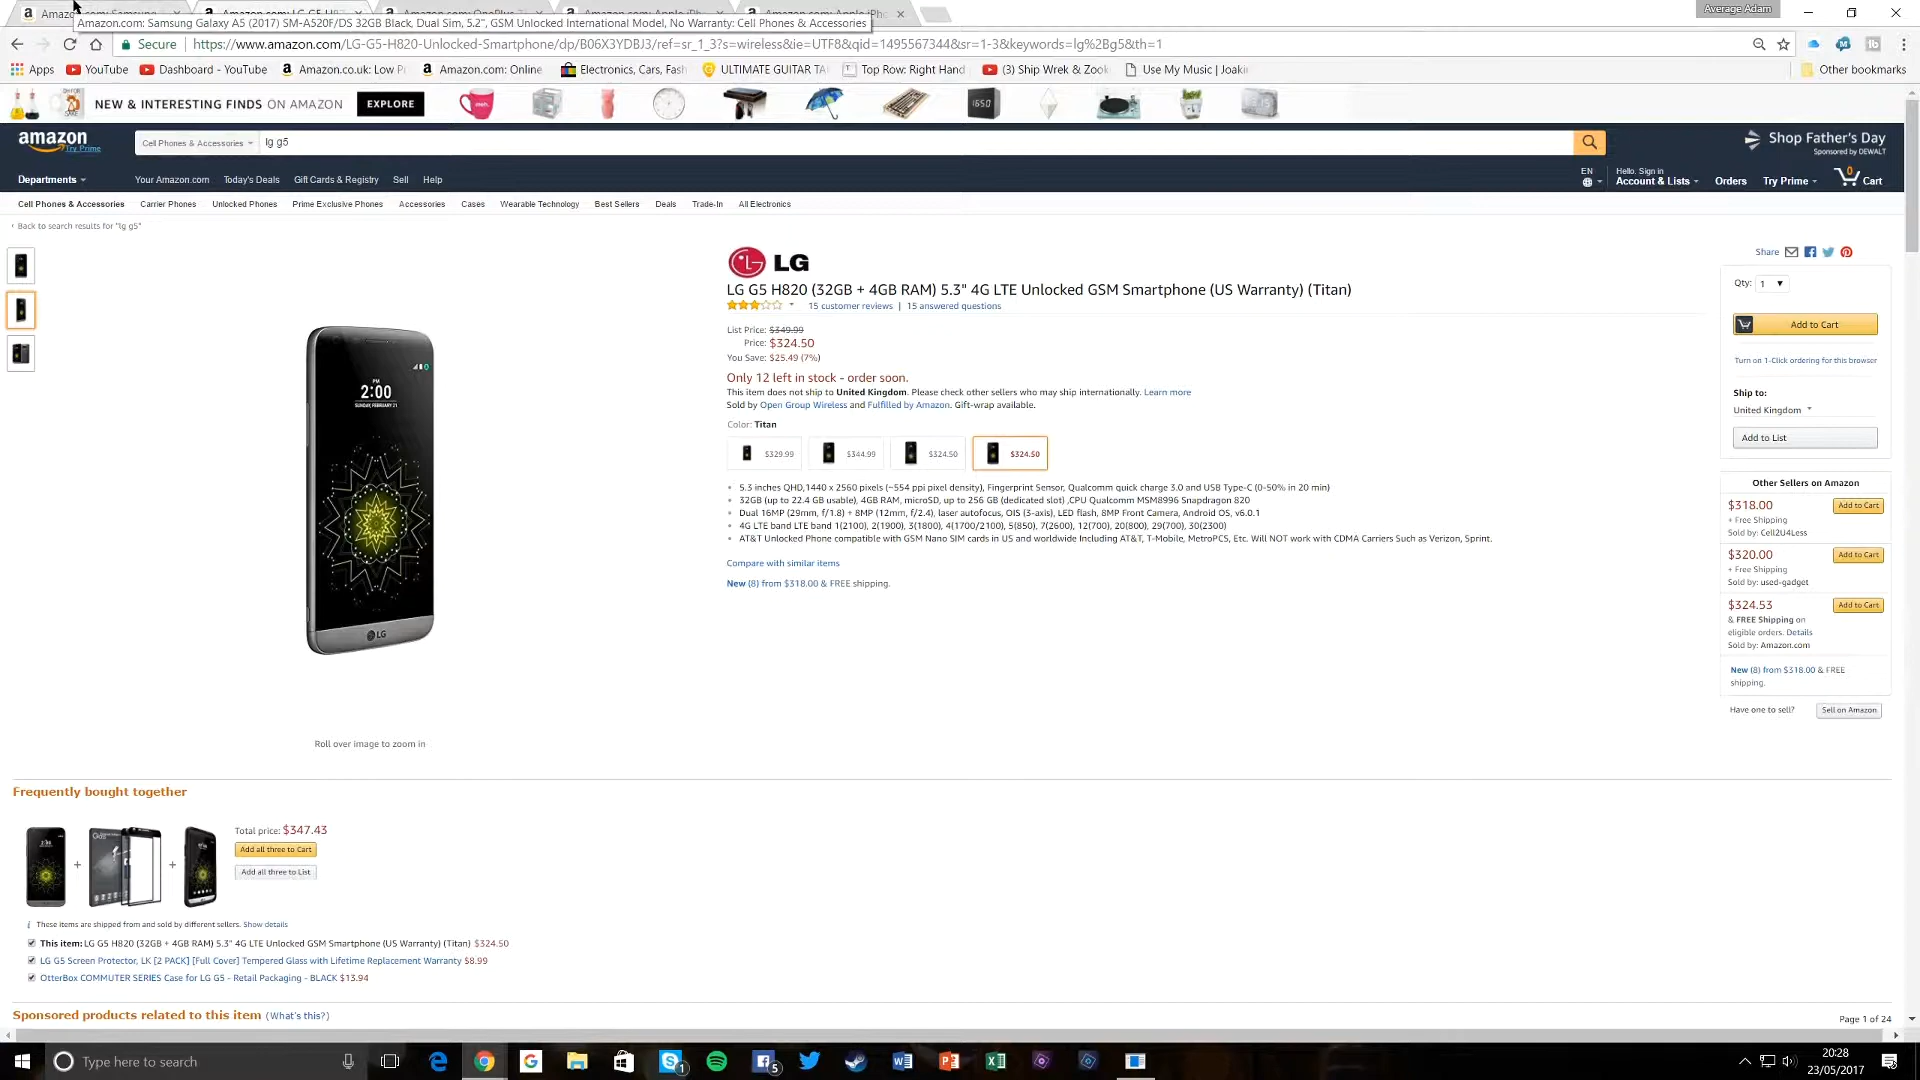 Average Adam
Amazon.com: Samsung Galaxy A5 (2017) SM-A520F/DS 32GB Black, Dual Sim, 5.2", GSM Unlocked International Model, No Warranty: Cell Phones & Accessories
Secure https://www.amazon.com/LG-G5-H820-Unlocked-Smartphone/dp/B06X3YDBJ3/ref=sr_1_3?s=wireless&ie=UTF8&qid=1495567344&sr=1-3&keywords=lg%2Bg5&th=1
Apps YouTube Dashboard - YouTube Amazon.co.uk: Low P Amazon.com: Online Electronics, Cars, Fash ULTIMATE GUITAR TA Top Row: Right Hand (3) Ship Wrek & Zook Use My Music | Joaki Other bookmarks
NEW & INTERESTING FINDS ON AMAZON EXPLORE
amazon Try Prime
Cell Phones & Accessories lg g5
Shop Father's Day
Sponsored by DEWALT
Departments Your Amazon.com Today's Deals Gift Cards & Registry Sell Help EN Hello. Sign in Account & Lists Orders Try Prime 0 Cart
Cell Phones & Accessories Carrier Phones Unlocked Phones Prime Exclusive Phones Accessories Cases Wearable Technology Best Sellers Deals Trade-In All Electronics
‹ Back to search results for "lg g5"
LG
LG G5 H820 (32GB + 4GB RAM) 5.3" 4G LTE Unlocked GSM Smartphone (US Warranty) (Titan)
15 customer reviews | 15 answered questions
List Price: $349.99
Price: $324.50
You Save: $25.49 (7%)
Only 12 left in stock - order soon.
This item does not ship to United Kingdom. Please check other sellers who may ship internationally. Learn more
Sold by Open Group Wireless and Fulfilled by Amazon. Gift-wrap available.
Color: Titan
$329.99 $344.99 $324.50 $324.50
5.3 inches QHD,1440 x 2560 pixels (~554 ppi pixel density), Fingerprint Sensor, Qualcomm quick charge 3.0 and USB Type-C (0-50% in 20 min)
32GB (up to 22.4 GB usable), 4GB RAM, microSD, up to 256 GB (dedicated slot) ,CPU Qualcomm MSM8996 Snapdragon 820
Dual 16MP (29mm, f/1.8) + 8MP (12mm, f/2.4), laser autofocus, OIS (3-axis), LED flash, 8MP Front Camera, Android OS, v6.0.1
4G LTE band LTE band 1(2100), 2(1900), 3(1800), 4(1700/2100), 5(850), 7(2600), 12(700), 20(800), 29(700), 30(2300)
AT&T Unlocked Phone compatible with GSM Nano SIM cards in US and worldwide Including AT&T, T-Mobile, MetroPCS, Etc. Will NOT work with CDMA Carriers Such as Verizon, Sprint.
Compare with similar items
New (8) from $318.00 & FREE shipping.
PM
2:00
SUNDAY, FEBRUARY 21
LG
Roll over image to zoom in
Share
Qty: 1
Add to Cart
Turn on 1-Click ordering for this browser
Ship to:
United Kingdom
Add to List
Other Sellers on Amazon
$318.00 Add to Cart
+ Free Shipping
Sold by: Cell2U4Less
$320.00 Add to Cart
+ Free Shipping
Sold by: used-gadget
$324.53 Add to Cart
& FREE Shipping on
eligible orders. Details
Sold by: Amazon.com
New (8) from $318.00 & FREE
shipping.
Have one to sell? Sell on Amazon
Frequently bought together
Total price: $347.43
Add all three to Cart
Add all three to List
These items are shipped from and sold by different sellers. Show details
This item: LG G5 H820 (32GB + 4GB RAM) 5.3" 4G LTE Unlocked GSM Smartphone (US Warranty) (Titan) $324.50
LG G5 Screen Protector, LK [2 PACK] [Full Cover] Tempered Glass with Lifetime Replacement Warranty $8.99
OtterBox COMMUTER SERIES Case for LG G5 - Retail Packaging - BLACK $13.94
Sponsored products related to this item (What's this?)
Page 1 of 24
Type here to search
20:28
23/05/2017